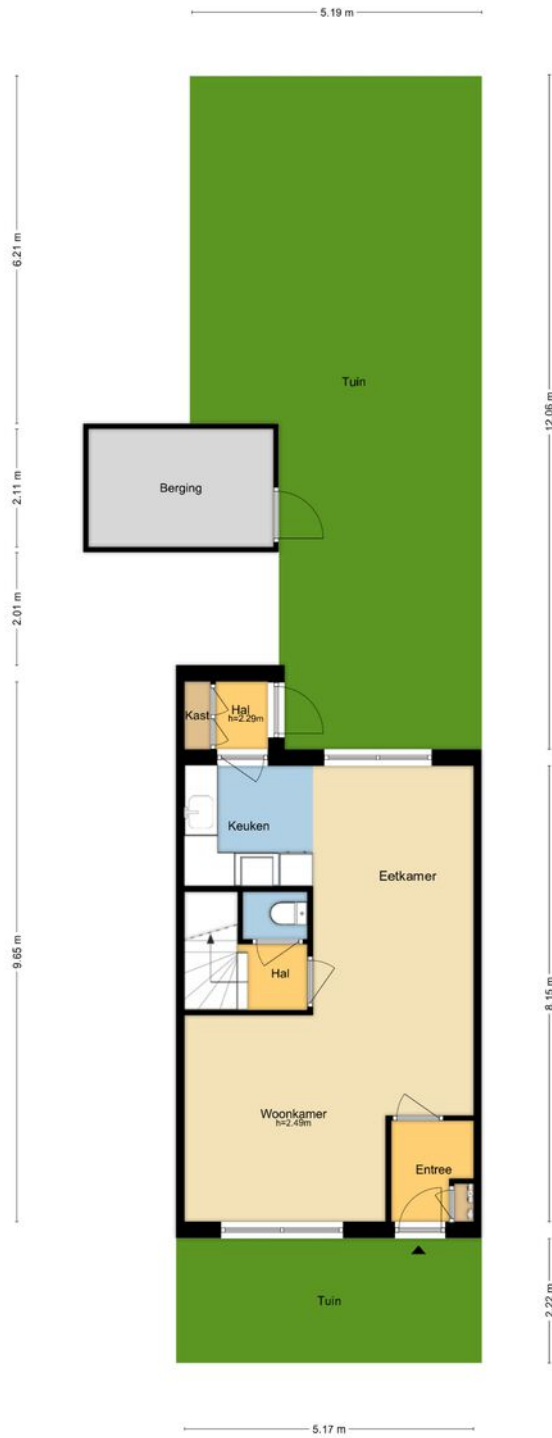 5.19 m
6.21 m
12.06 m
Tuin
2.11 m
Berging
2.01 m
Kast
Hal
h=2.29m
Keuken
Eetkamer
9.65 m
8.15 m
Hal
Woonkamer
h=2.49m
Entree
2.22 m
Tuin
5.17 m